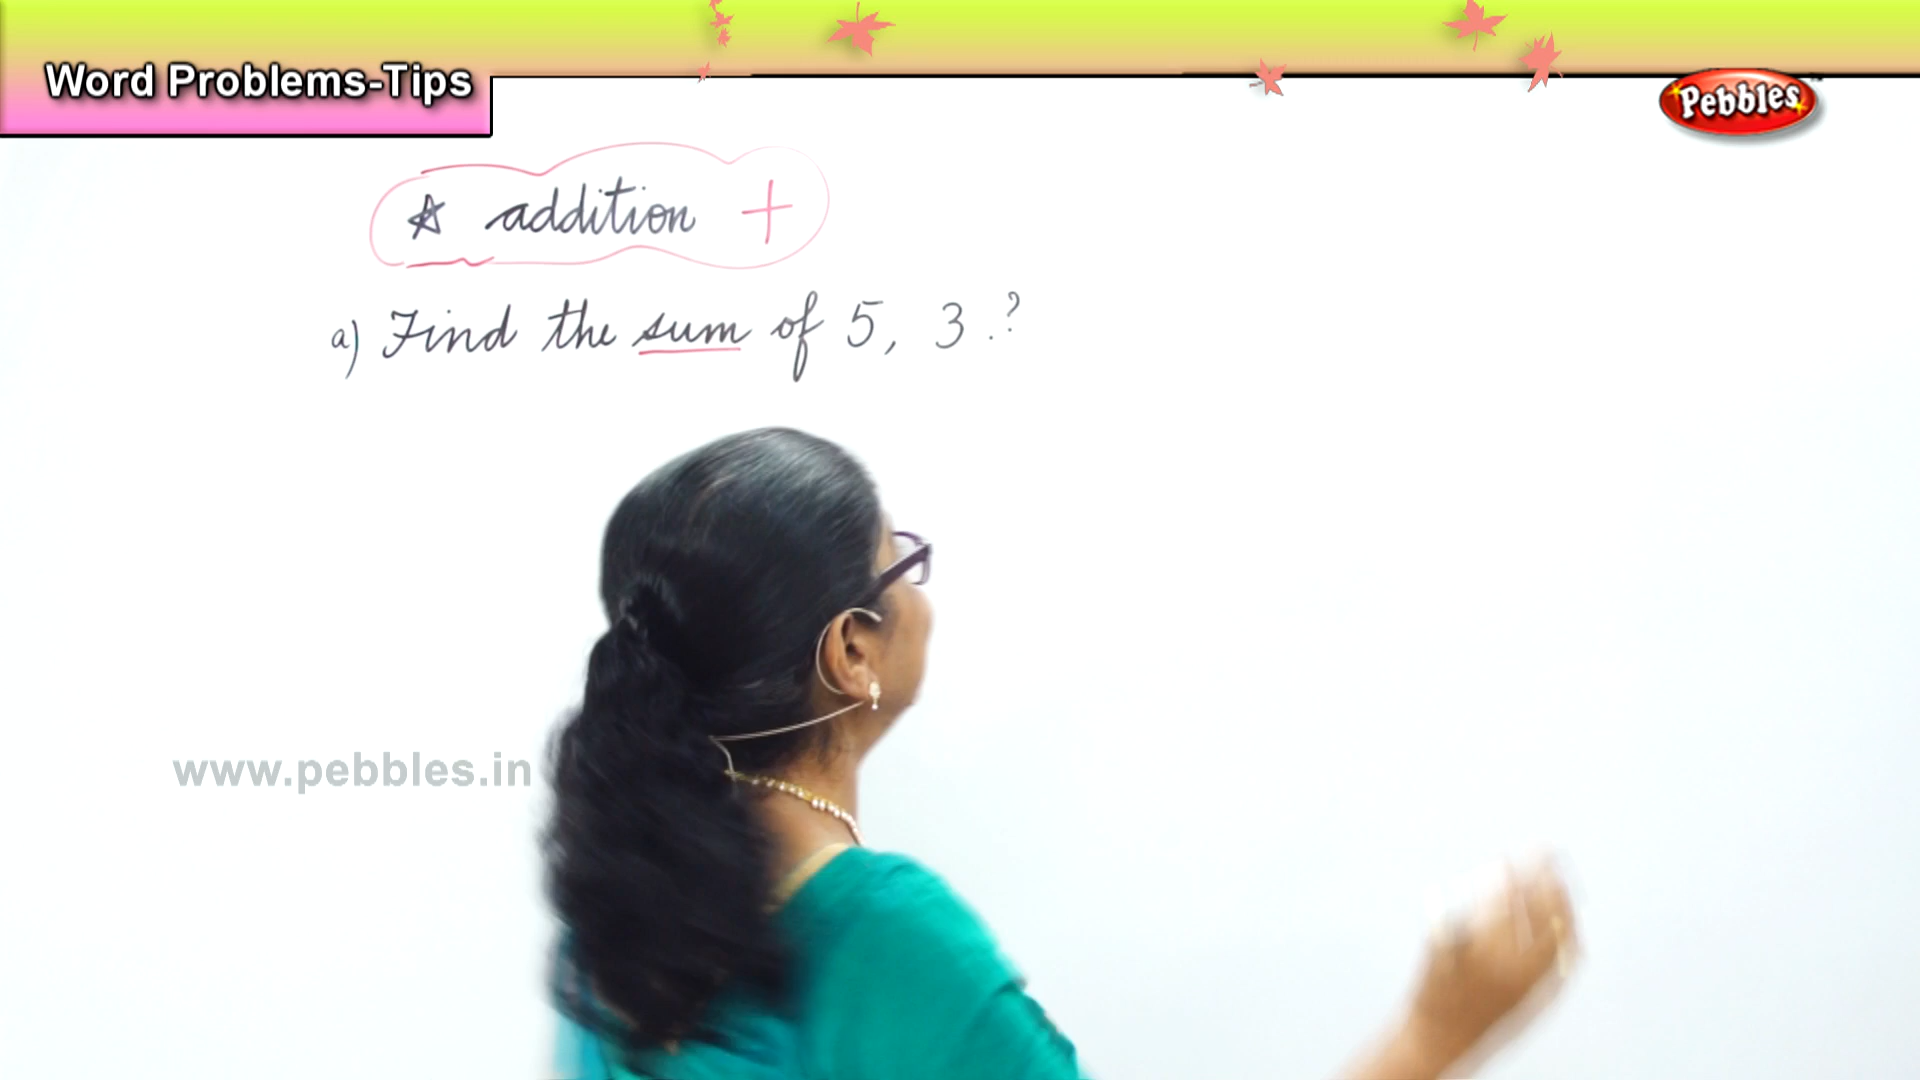 Word Problems-Tips
Pebbles
☆ addition +
a) Find the sum of 5, 3.?
www.pebbles.in